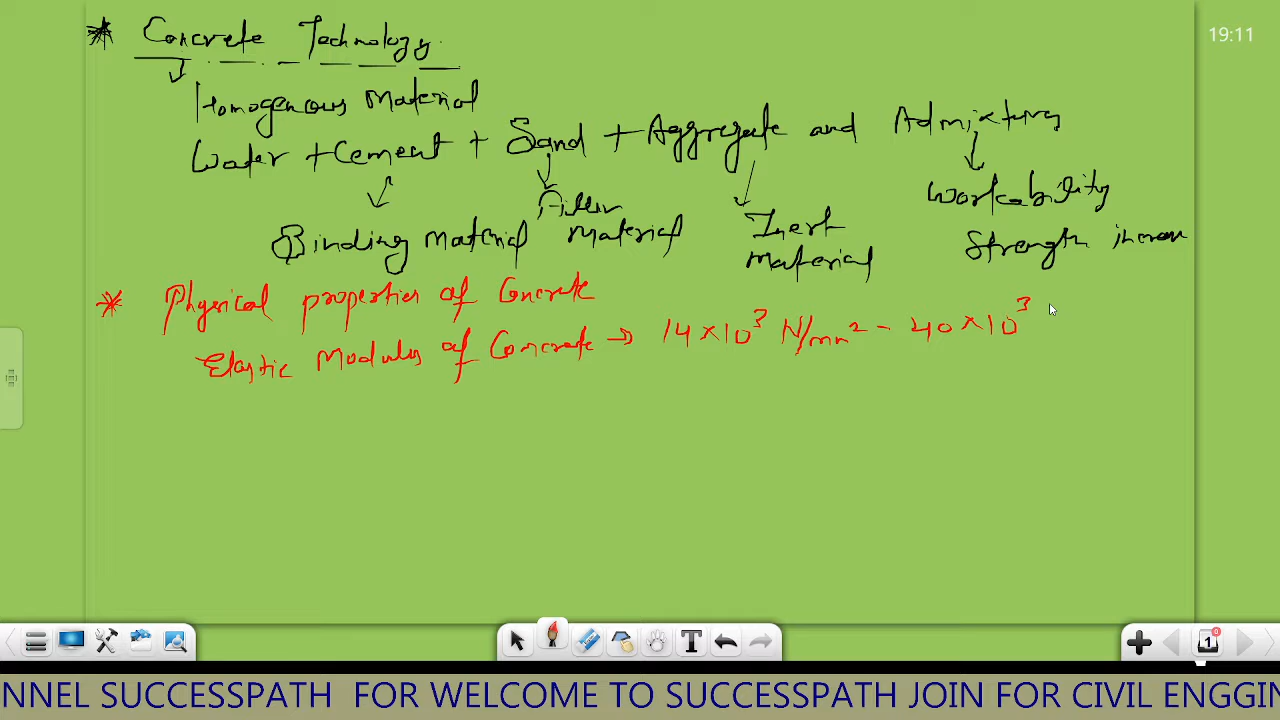 * Concrete Technology
19:11
Homogenous Material
Water + Cement + Sand + Aggregate and Admixtures
Binding Material
Filler Material
Inert Material
Workability
Strength increase
* Physical properties of Concrete
Elastic Modulus of Concrete → 14×10³ N/mm² - 40×10³
NNEL SUCCESSPATH FOR WELCOME TO SUCCESSPATH JOIN FOR CIVIL ENGGIN